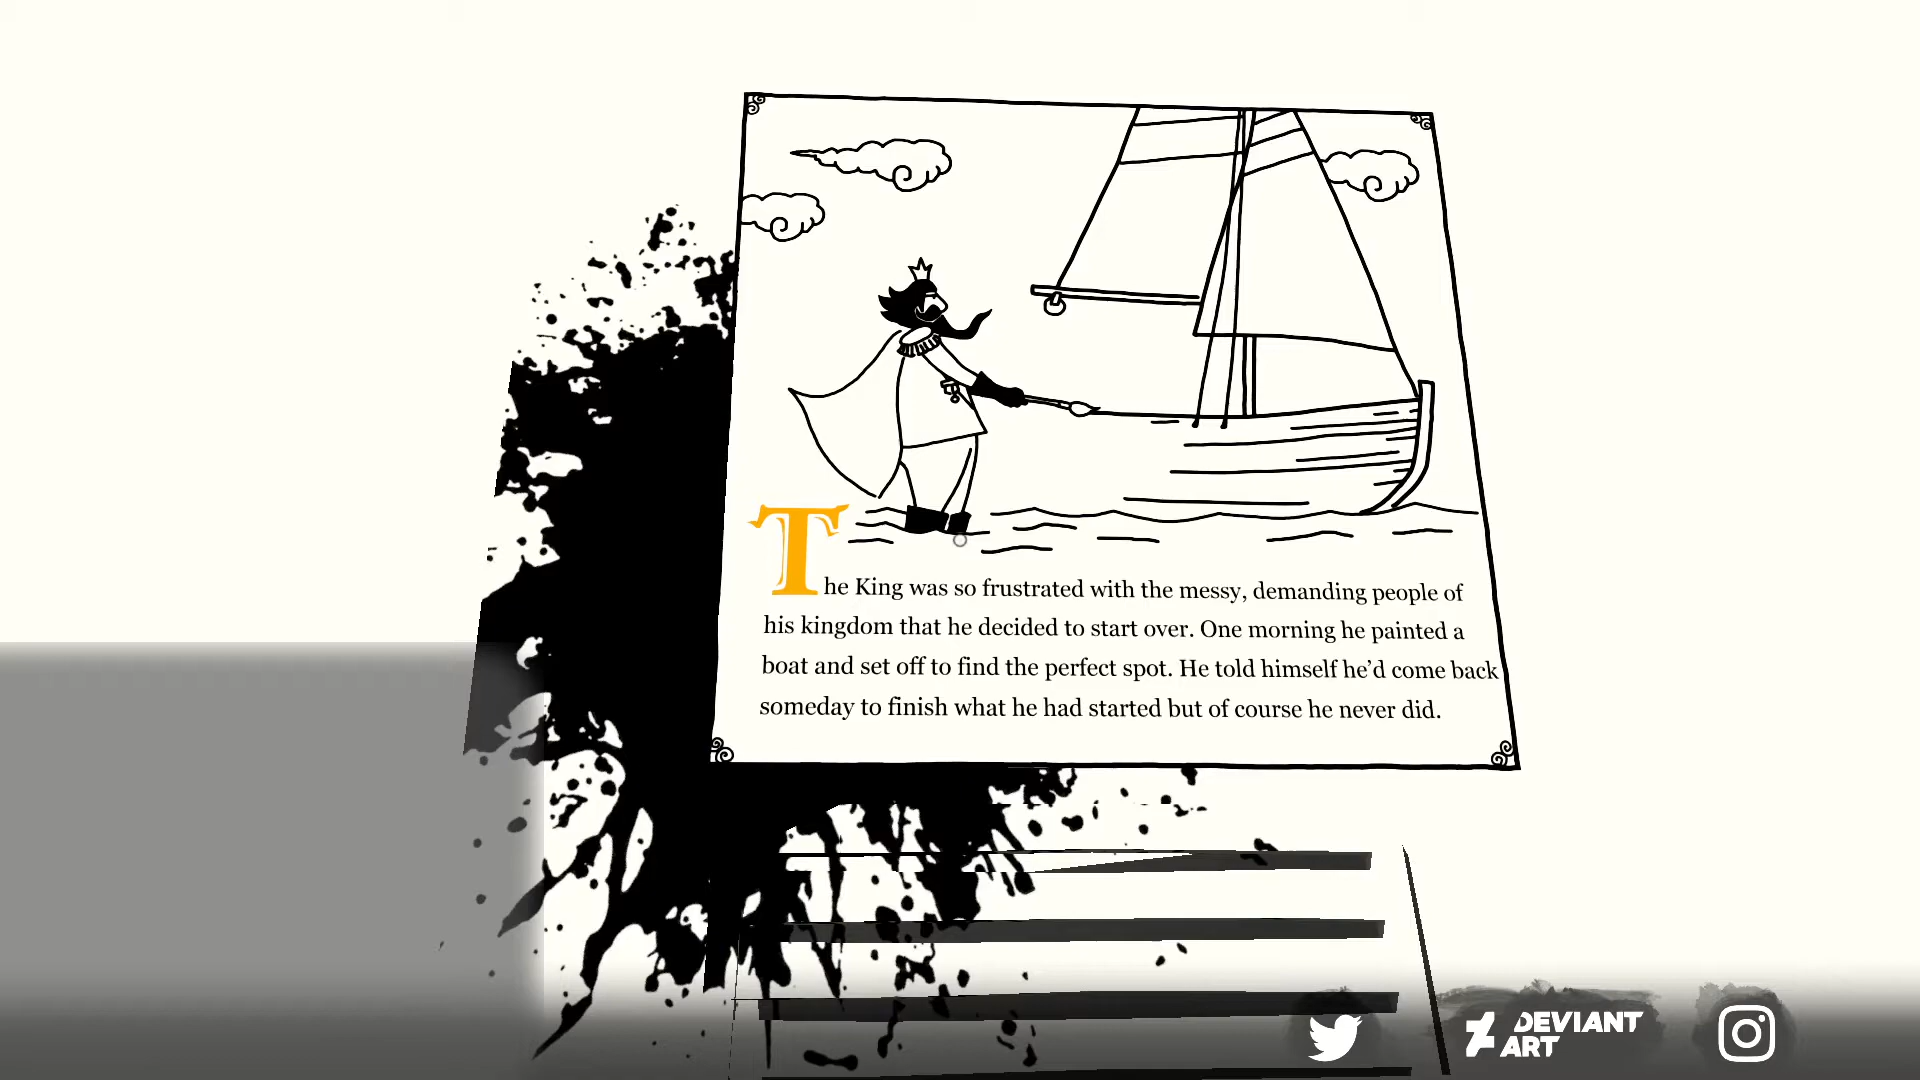 The King was so frustrated with the messy, demanding people of
his kingdom that he decided to start over. One morning he painted a
boat and set off to find the perfect spot. He told himself he’d come back
someday to finish what he had started but of course he never did.
DEVIANT
ART